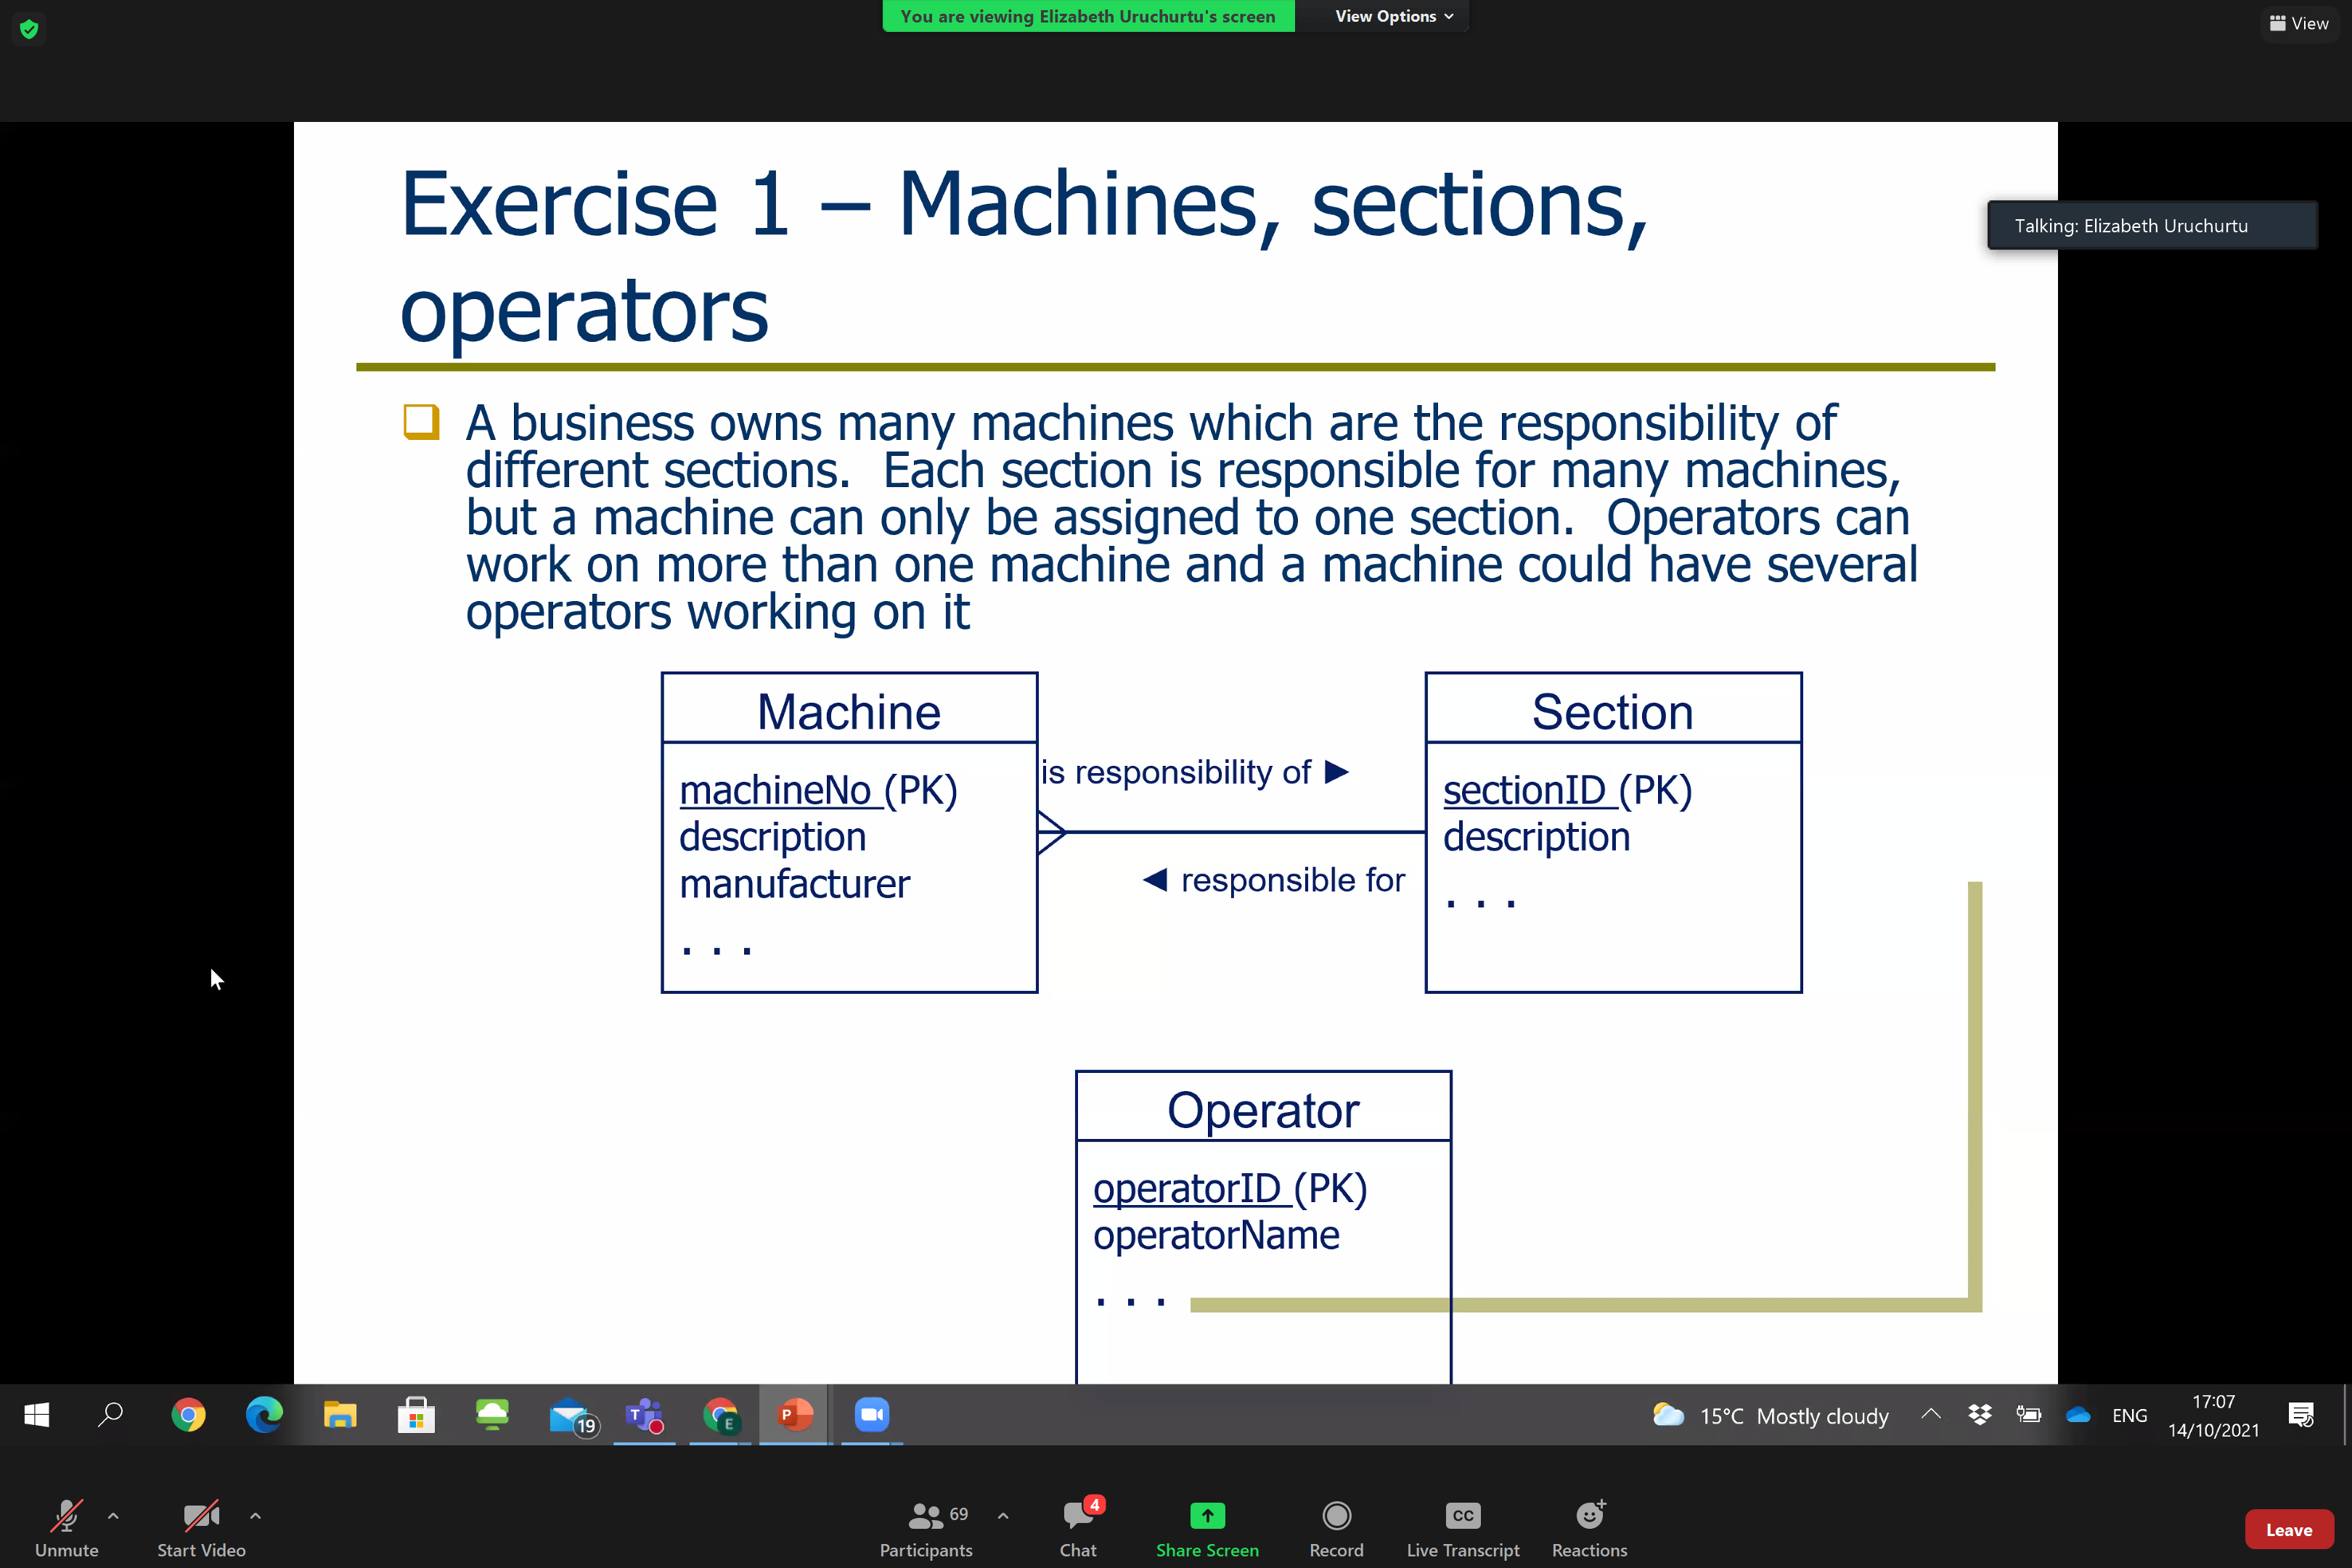 You are viewing Elizabeth Uruchurtu's screen
View Options
View
Exercise 1 – Machines, sections,
operators
Talking: Elizabeth Uruchurtu
A business owns many machines which are the responsibility of
different sections.  Each section is responsible for many machines,
but a machine can only be assigned to one section.  Operators can
work on more than one machine and a machine could have several
operators working on it
Machine
machineNo (PK)
description
manufacturer
. . .
is responsibility of ►
◄ responsible for
Section
sectionID (PK)
description
. . .
Operator
operatorID (PK)
operatorName
. . .
19
T
E
P
15°C Mostly cloudy
ENG
17:07
14/10/2021
Unmute
Start Video
69
Participants
4
Chat
Share Screen
Record
CC
Live Transcript
Reactions
Leave